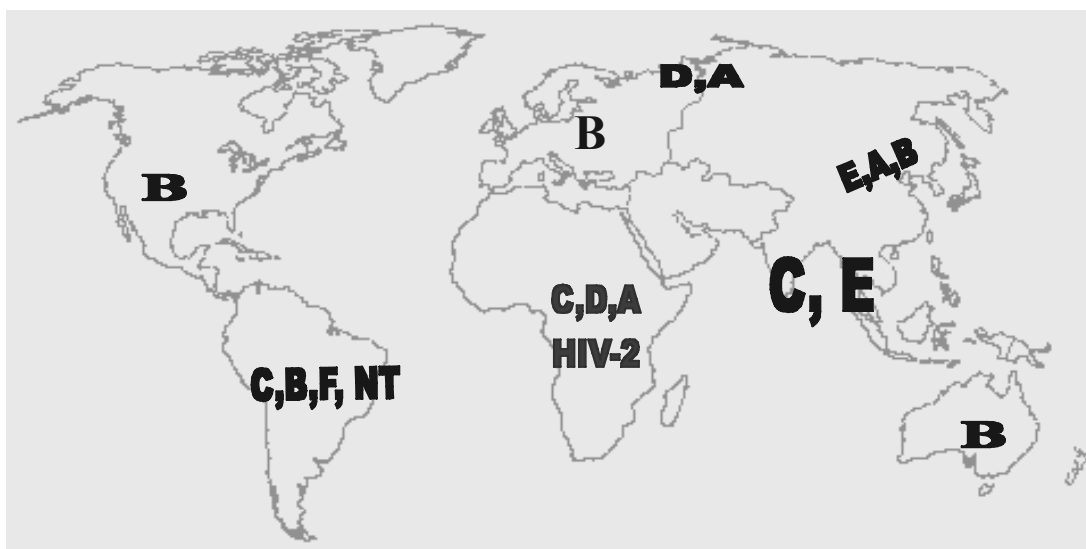 D,A
B
E,A,B
B
C, E
C,D,A
HIV-2
C,B,F, NT
B